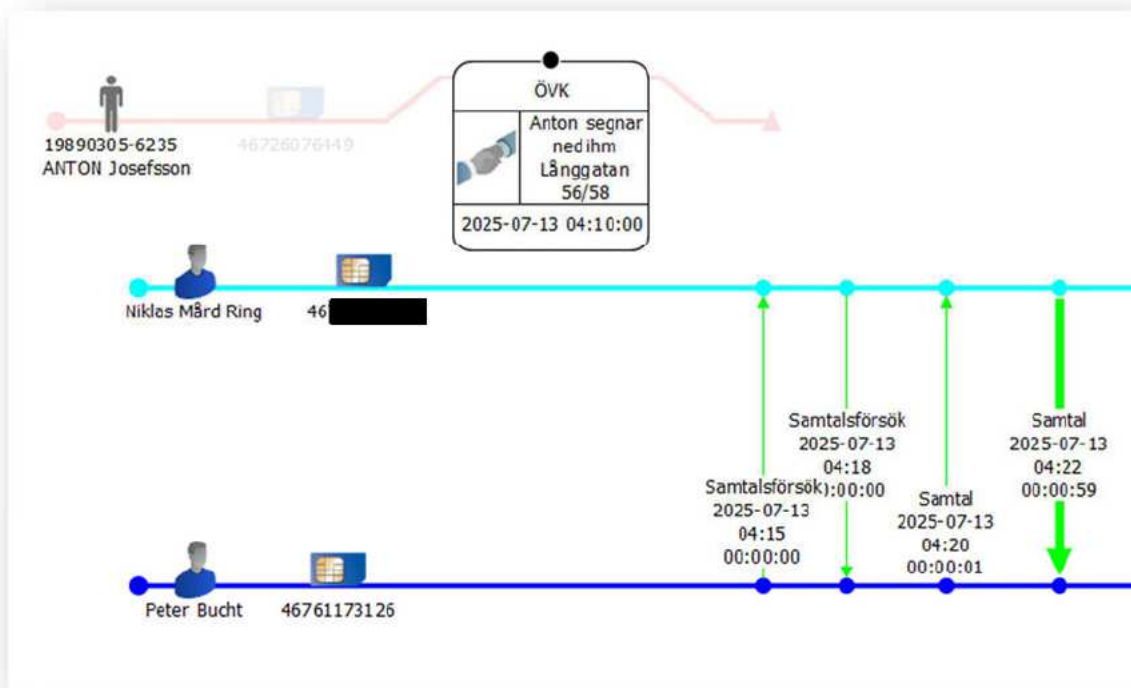 ÖVK
Anton segnar
ned ihm
Långgatan
56/58
2025-07-13 04:10:00
19890305-6235
ANTON Josefsson
46726076449
Niklas Mård Ring
46
Samtalsförsök
2025-07-13
04:18
00:00:00
Samtal
2025-07-13
04:22
00:00:59
Samtalsförsök
2025-07-13
04:15
00:00:00
Samtal
2025-07-13
04:20
00:00:01
Peter Bucht
46761173126